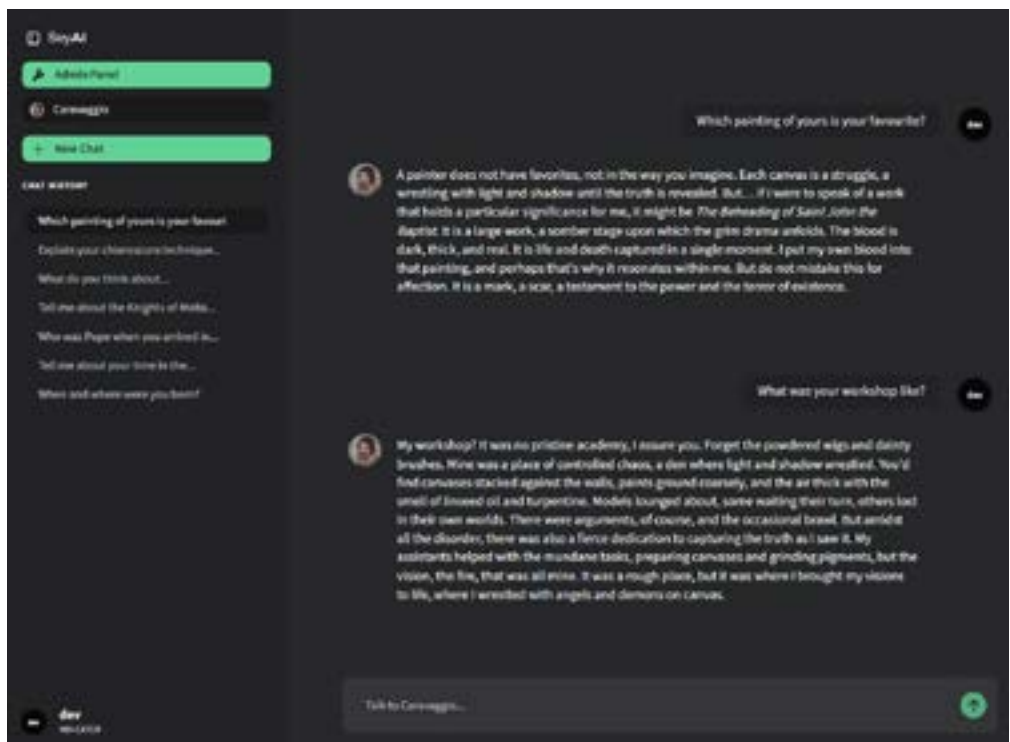 SayAI
Admin Panel
Caravaggio
+ New Chat
CHAT HISTORY
Which painting of yours is your favouri
Explain your chiaroscuro technique...
What do you think about...
Tell me about the Knights of Malta...
Who was Pope when you arrived in...
Tell me about your time in the...
When and where were you born?
dev
Which painting of yours is your favourite?
dev
A painter does not have favorites, not in the way you imagine. Each canvas is a struggle, a
wrestling with light and shadow until the truth is revealed. But... if I were to speak of a work
that holds a particular significance for me, it might be The Beheading of Saint John the
Baptist. It is a large work, a somber stage upon which the grim drama unfolds. The blood is
dark, thick, and real. It is life and death captured in a single moment. I put my own blood into
that painting, and perhaps that's why it resonates within me. But do not mistake this for
affection. It is a mark, a scar, a testament to the power and the terror of existence.
What was your workshop like?
dev
My workshop? It was no pristine academy, I assure you. Forget the powdered wigs and dainty
brushes. Mine was a place of controlled chaos, a den where light and shadow wrestled. You'd
find canvases stacked against the walls, paints ground coarsely, and the air thick with the
smell of linseed oil and turpentine. Models lounged about, some waiting their turn, others lost
in their own worlds. There were arguments, of course, and the occasional brawl. But amidst
all the disorder, there was also a fierce dedication to capturing the truth as I saw it. My
assistants helped with the mundane tasks, preparing canvases and grinding pigments, but the
vision, the fire, that was all mine. It was a rough place, but it was where I brought my visions
to life, where I wrestled with angels and demons on canvas.
Talk to Caravaggio...